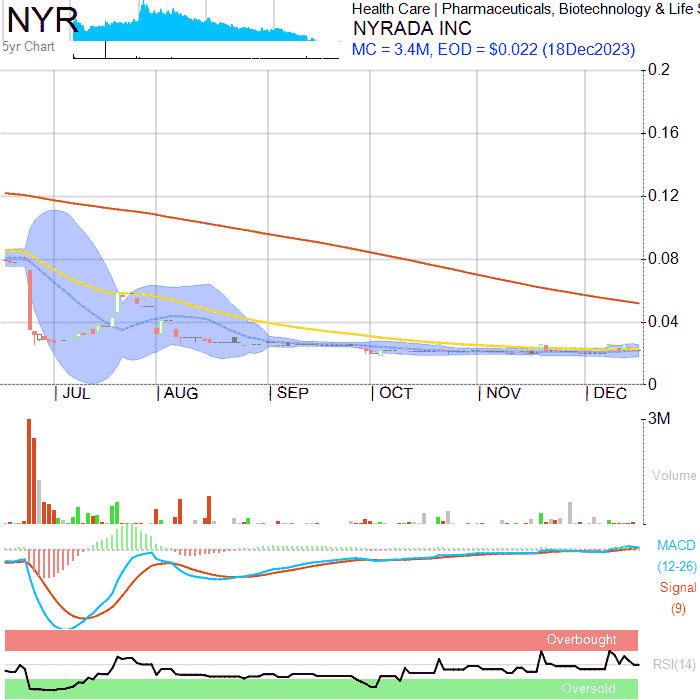 NYR
Health Care | Pharmaceuticals, Biotechnology & Life S
NYRADA INC
5yr Chart
MC = 3.4M, EOD = $0.022 (18Dec2023)
0.2
0.16
0.12
0.08
0.04
0
JUL AUG SEP OCT NOV DEC
3M
Volume
MACD
(12-26)
Signal
(9)
Overbought
RSI(14)
Oversold